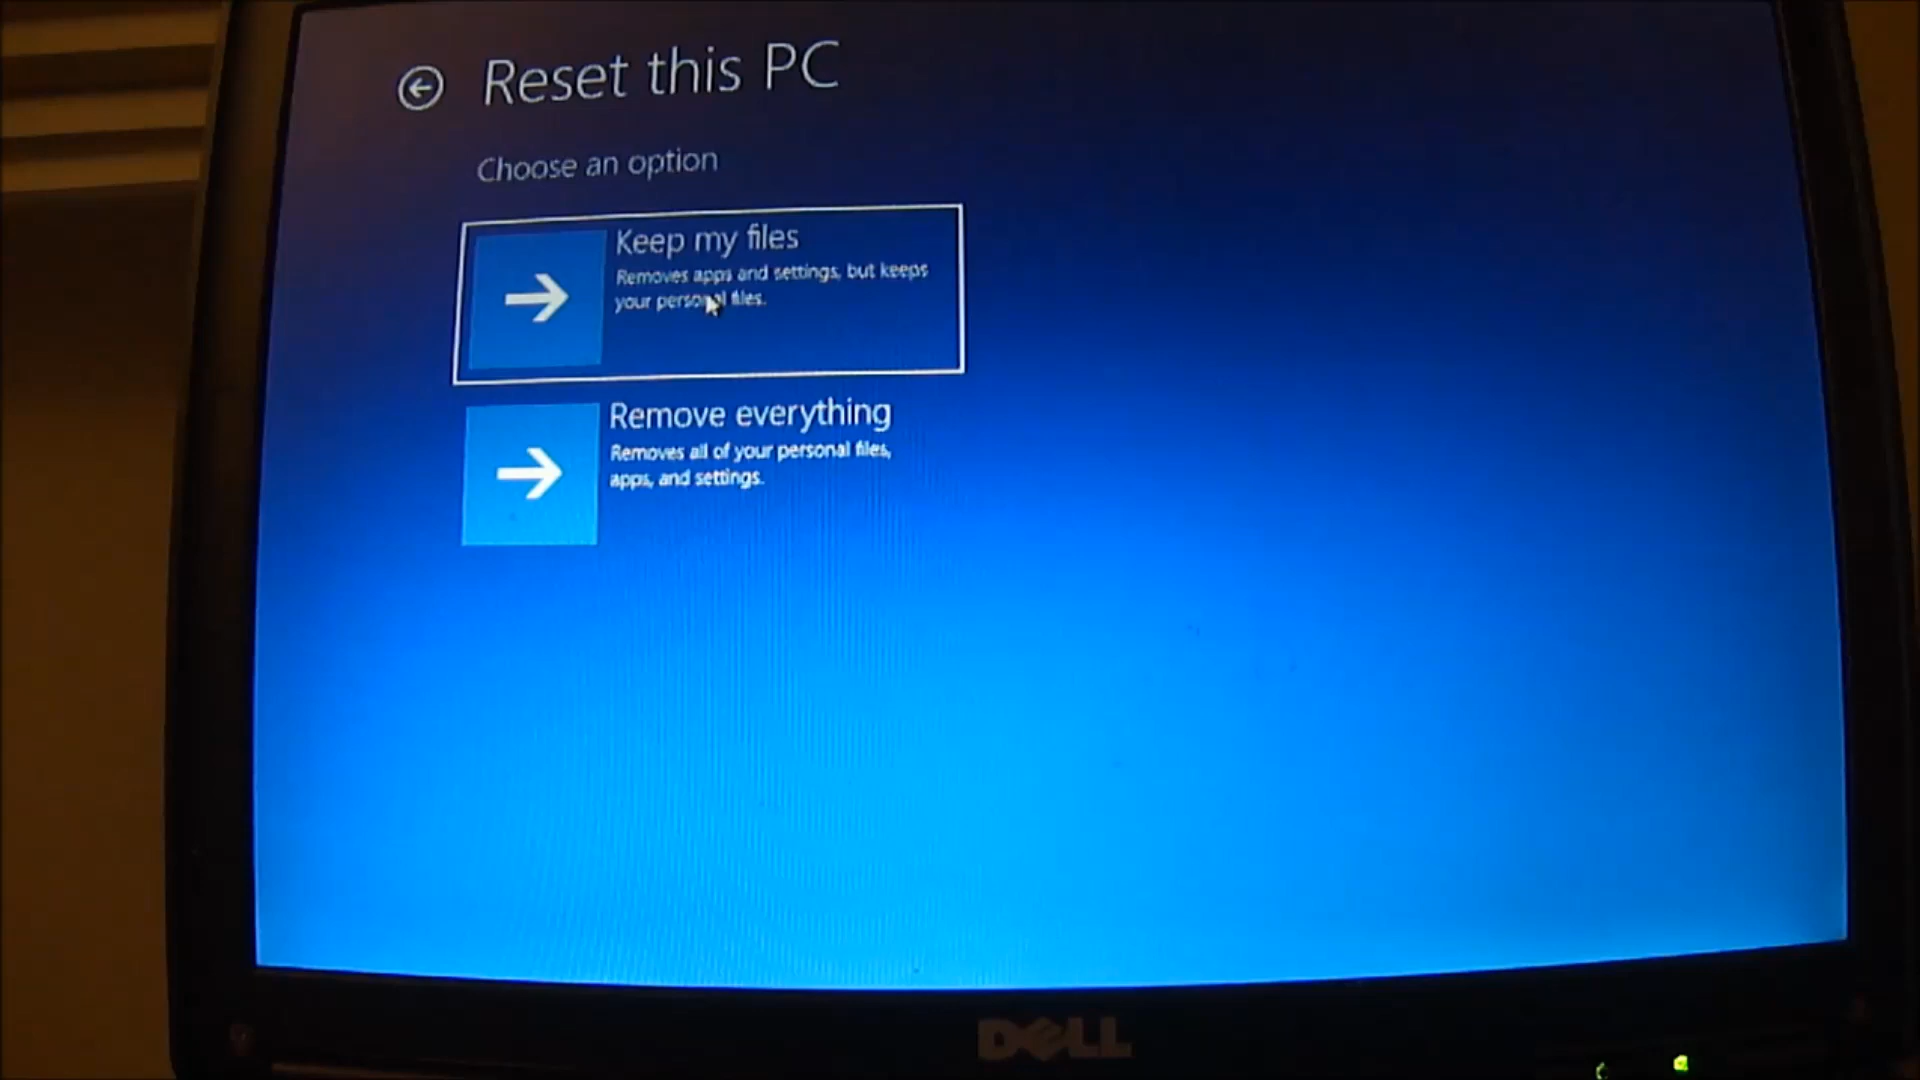 Reset this PC
Choose an option
Keep my files
Removes apps and settings, but keeps
your personal files.
Remove everything
Removes all of your personal files,
apps, and settings.
DELL